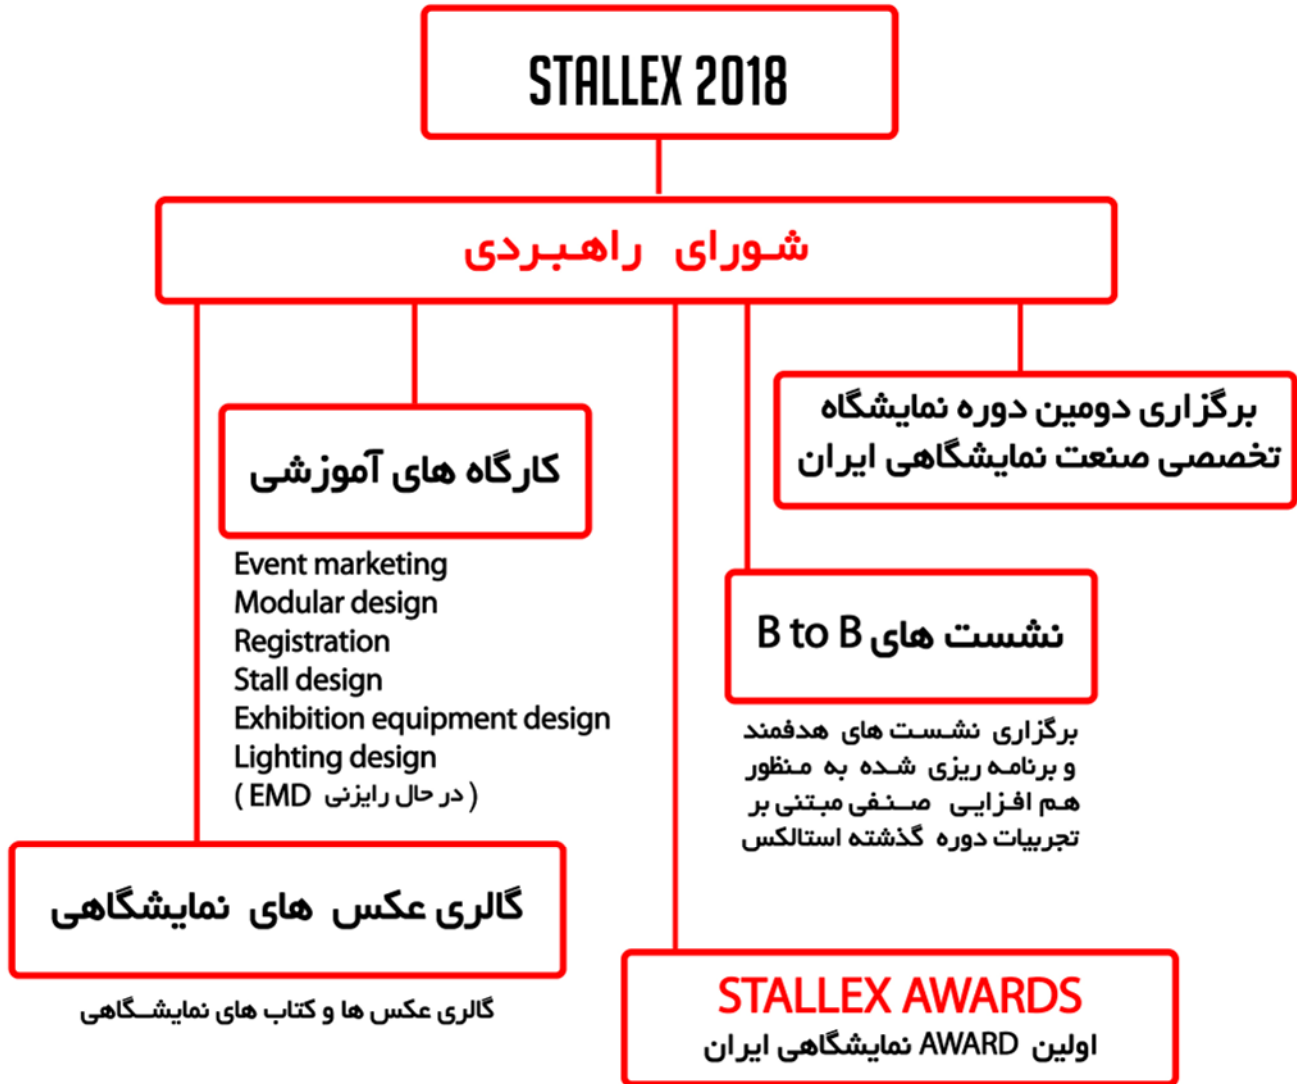 STALLEX 2018
شورای راهبردی
برگزاری دومین دوره نمایشگاه
تخصصی صنعت نمایشگاهی ایران
کارگاه های آموزشی
Event marketing
Modular design
Registration
Stall design
Exhibition equipment design
Lighting design
( در حال رایزنی EMD )
نشست های B to B
برگزاری نشست های هدفمند
و برنامه ریزی شده به منظور
هم افزایی صنفی مبتنی بر
تجربیات دوره گذشته استالکس
گالری عکس های نمایشگاهی
گالری عکس ها و کتاب های نمایشگاهی
STALLEX AWARDS
اولین AWARD نمایشگاهی ایران